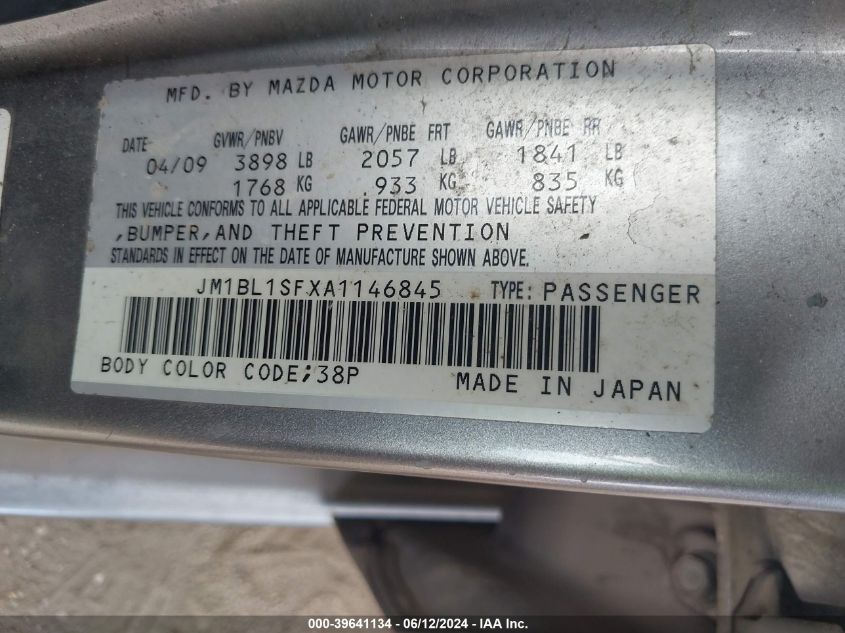 MFD. BY MAZDA MOTOR CORPORATION
DATE GVWR/PNBV GAWR/PNBE FRT GAWR/PNBE RR
04/09 3898 LB 2057 LB 1841 LB
1768 KG 933 KG 835 KG
THIS VEHICLE CONFORMS TO ALL APPLICABLE FEDERAL MOTOR VEHICLE SAFETY
,BUMPER,AND THEFT PREVENTION
STANDARDS IN EFFECT ON THE DATE OF MANUFACTURE SHOWN ABOVE.
JM1BL1SFXA1146845 TYPE: PASSENGER
BODY COLOR CODE;38P MADE IN JAPAN
000-39641134 - 06/12/2024 - IAA Inc.